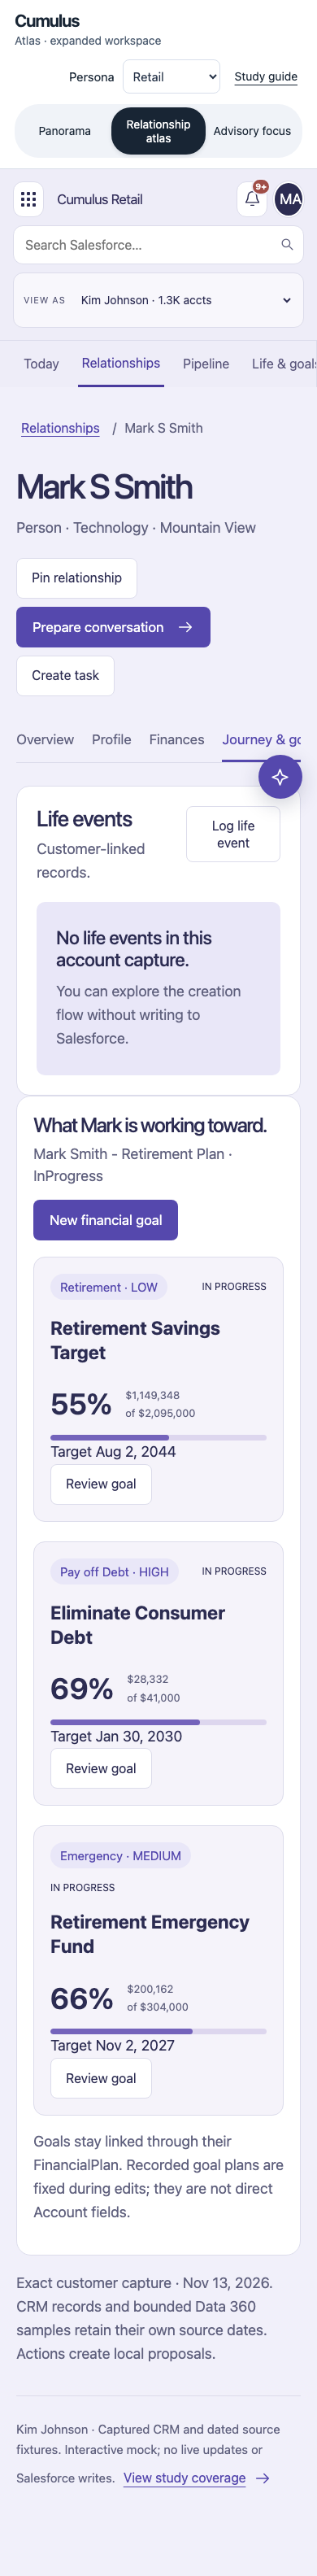 Cumulus
Atlas · expanded workspace
Persona Retail Study guide
Panorama
Relationship
atlas
Advisory focus
Cumulus Retail 9+ MA
Search Salesforce...
VIEW AS Kim Johnson · 1.3K accts
Today Relationships Pipeline Life & goals
Relationships / Mark S Smith
Mark S Smith
Person · Technology · Mountain View
Pin relationship
Prepare conversation →
Create task
Overview Profile Finances Journey & go
Life events
Log life
event
Customer-linked
records.
No life events in this
account capture.
You can explore the creation
flow without writing to
Salesforce.
What Mark is working toward.
Mark Smith - Retirement Plan ·
InProgress
New financial goal
Retirement · LOW IN PROGRESS
Retirement Savings
Target
55% $1,149,348
of $2,095,000
Target Aug 2, 2044
Review goal
Pay off Debt · HIGH IN PROGRESS
Eliminate Consumer
Debt
69% $28,332
of $41,000
Target Jan 30, 2030
Review goal
Emergency · MEDIUM
IN PROGRESS
Retirement Emergency
Fund
66% $200,162
of $304,000
Target Nov 2, 2027
Review goal
Goals stay linked through their
FinancialPlan. Recorded goal plans are
fixed during edits; they are not direct
Account fields.
Exact customer capture · Nov 13, 2026.
CRM records and bounded Data 360
samples retain their own source dates.
Actions create local proposals.
Kim Johnson · Captured CRM and dated source
fixtures. Interactive mock; no live updates or
Salesforce writes. View study coverage →